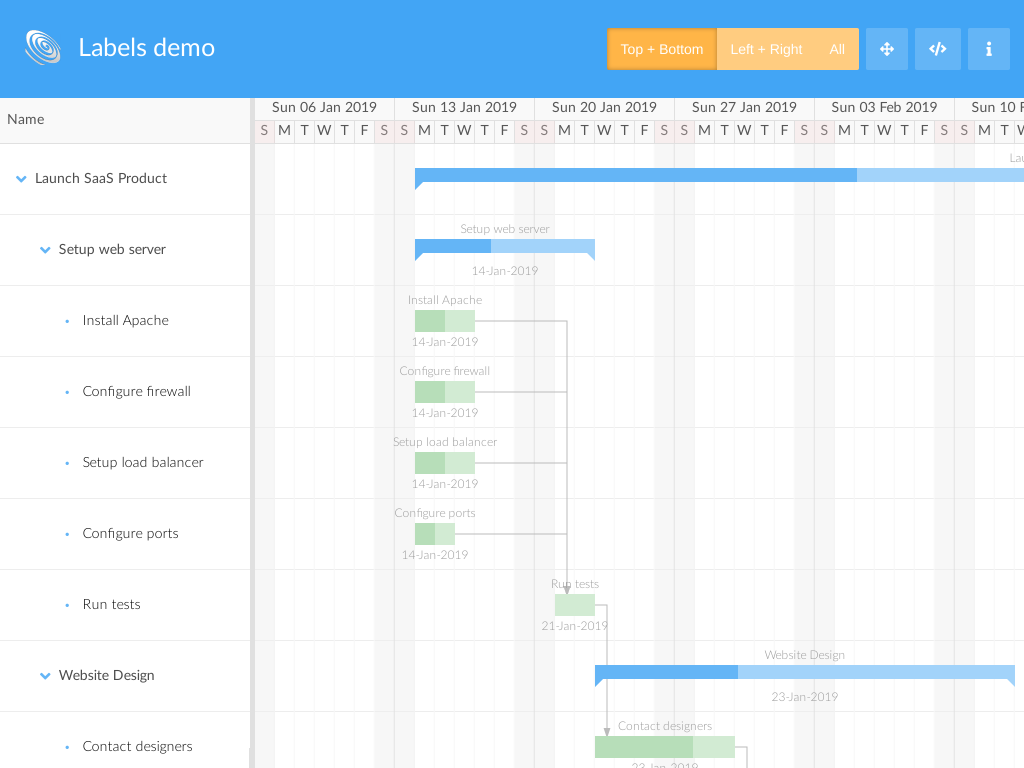 Labels demo
Top + Bottom Left + Right All
Name
Sun 06 Jan 2019 Sun 13 Jan 2019 Sun 20 Jan 2019 Sun 27 Jan 2019 Sun 03 Feb 2019 Sun 10 F
S M T W T F S S M T W T F S S M T W T F S S M T W T F S S M T W T F S S M T W
Lau
Launch SaaS Product
Setup web server
Setup web server
14-Jan-2019
Install Apache
Install Apache
14-Jan-2019
Configure firewall
Configure firewall
14-Jan-2019
Setup load balancer
Setup load balancer
14-Jan-2019
Configure ports
Configure ports
14-Jan-2019
Run tests
Run tests
21-Jan-2019
Website Design
Website Design
23-Jan-2019
Contact designers
Contact designers
23-Jan-2019